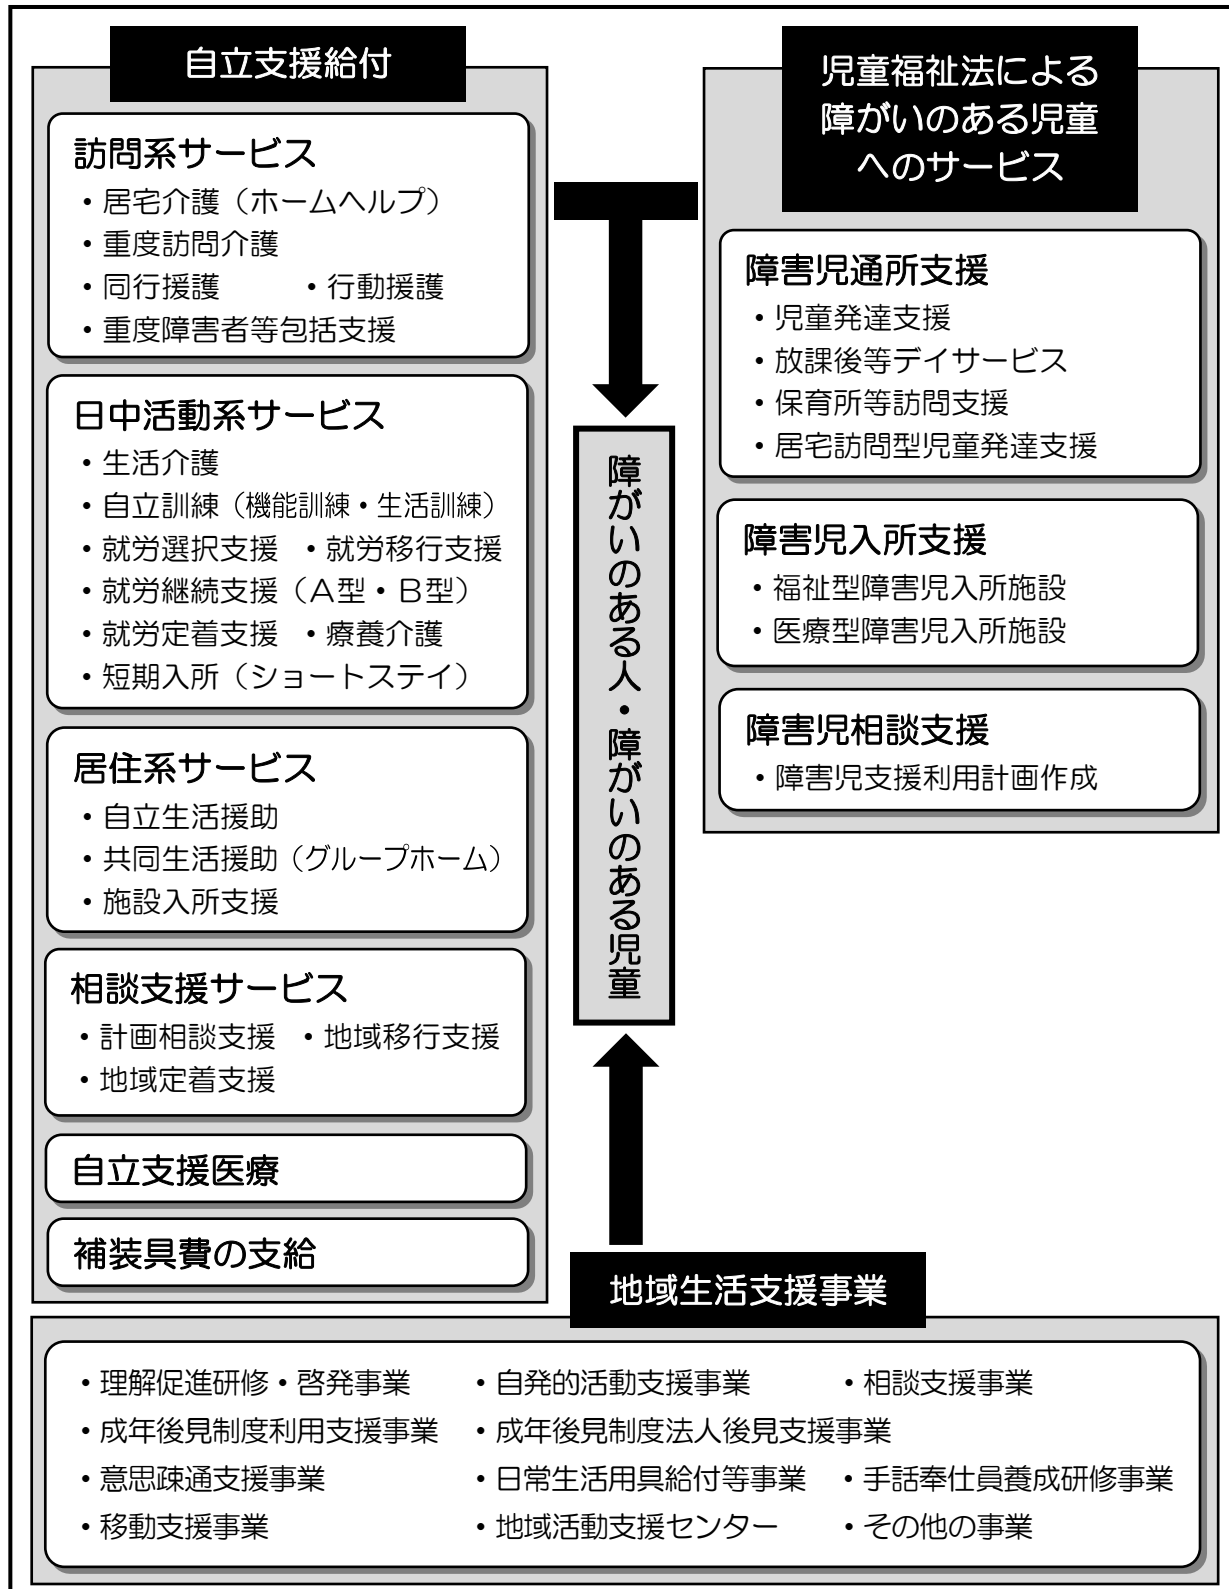 自立支援給付
訪問系サービス
・居宅介護（ホームヘルプ）
・重度訪問介護
・同行援護　・行動援護
・重度障害者等包括支援
日中活動系サービス
・生活介護
・自立訓練（機能訓練・生活訓練）
・就労選択支援　・就労移行支援
・就労継続支援（Ａ型・Ｂ型）
・就労定着支援　・療養介護
・短期入所（ショートステイ）
居住系サービス
・自立生活援助
・共同生活援助（グループホーム）
・施設入所支援
相談支援サービス
・計画相談支援　・地域移行支援
・地域定着支援
自立支援医療
補装具費の支給
障がいのある人・障がいのある児童
児童福祉法による
障がいのある児童
へのサービス
障害児通所支援
・児童発達支援
・放課後等デイサービス
・保育所等訪問支援
・居宅訪問型児童発達支援
障害児入所支援
・福祉型障害児入所施設
・医療型障害児入所施設
障害児相談支援
・障害児支援利用計画作成
地域生活支援事業
・理解促進研修・啓発事業　・自発的活動支援事業　・相談支援事業
・成年後見制度利用支援事業　・成年後見制度法人後見支援事業
・意思疎通支援事業　・日常生活用具給付等事業　・手話奉仕員養成研修事業
・移動支援事業　・地域活動支援センター　・その他の事業